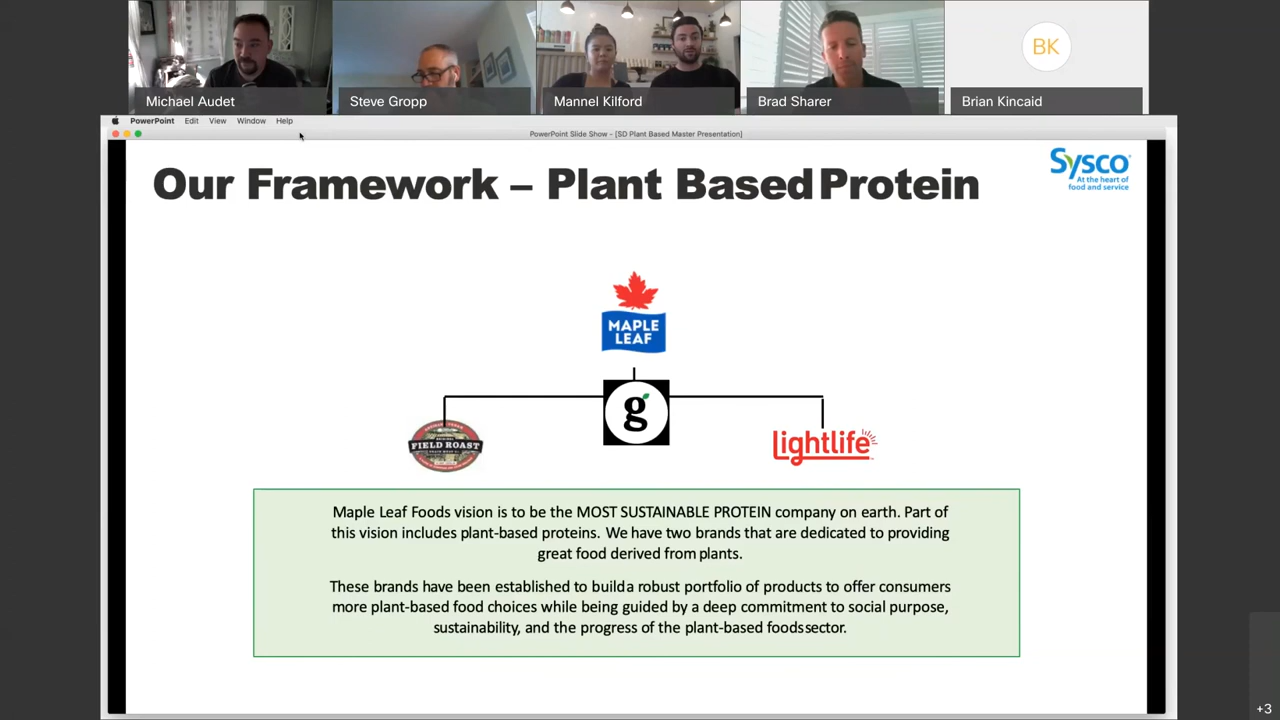 BK
Michael Audet
Steve Gropp
Mannel Kilford
Brad Sharer
Brian Kincaid
PowerPoint Edit View Window Help
PowerPoint Slide Show - [SD Plant Based Master Presentation]
Our Framework – Plant Based Protein
Sysco
At the heart of
food and service
MAPLE
LEAF
g
FIELD ROAST
Lightlife
Maple Leaf Foods vision is to be the MOST SUSTAINABLE PROTEIN company on earth. Part of
this vision includes plant-based proteins. We have two brands that are dedicated to providing
great food derived from plants.
These brands have been established to build a robust portfolio of products to offer consumers
more plant-based food choices while being guided by a deep commitment to social purpose,
sustainability, and the progress of the plant-based foods sector.
+3